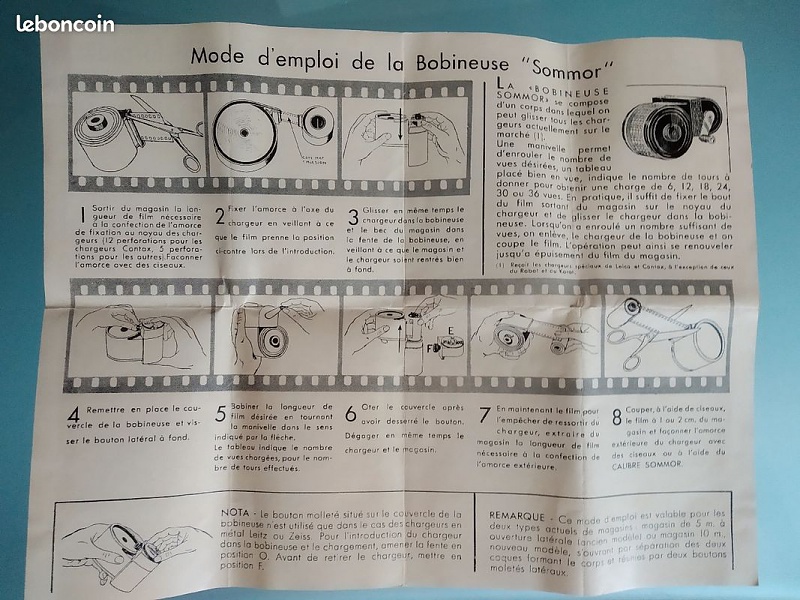 leboncoin
Mode d'emploi de la Bobineuse "Sommor"
LA «BOBINEUSE
SOMMOR» se compose
d'un corps dans lequel on
peut glisser tous les char-
geurs actuellement sur le
marché (1).
Une manivelle permet
d'enrouler le nombre de
vues désirées, un tableau
placé bien en vue, indique le nombre de tours à
donner pour obtenir une charge de 6, 12, 18, 24,
30 ou 36 vues. En pratique, il suffit de fixer le bout
du film sortant du magasin sur le noyau du
chargeur et de glisser le chargeur dans la bobi-
neuse. Lorsqu'on a enroulé un nombre suffisant de
vues, on enlève, le chargeur de la bobineuse et on
coupe le film. L'opération peut ainsi se renouveler
jusqu'à épuisement du film du magasin.
(1) Reçoit les chargeurs spéciaux de Leica et Contax, à l'exception de ceux
du Robot et du Karat.
1 Sortir du magasin la lon-
gueur de film nécessaire
à la confection de l'amorce
de fixation au noyau des char-
geurs (12 perforations pour les
chargeurs Contax, 5 perfora-
tions pour les autres). Façonner
l'amorce avec des ciseaux.
2 Fixer l'amorce à l'axe du
chargeur en veillant à ce
que le film prenne la position
ci-contre lors de l'introduction.
3 Glisser en même temps le
chargeur dans la bobineuse
et le bec du magasin dans
la fente de la bobineuse, en
veillant à ce que le magasin et
le chargeur soient rentrés bien
à fond.
E
F
4 Remettre en place le cou-
vercle de la bobineuse et vis-
ser le bouton latéral à fond.
5 Bobiner la longueur de
film désirée en tournant
la manivelle dans le sens
indiqué par la flèche.
Le tableau indique le nombre
de vues chargées, pour le nom-
bre de tours effectués.
6 Oter le couvercle après
avoir desserré le bouton.
Dégager en même temps le
chargeur et le magasin.
7 En maintenant le film pour
l'empêcher de ressortir du
chargeur, extraire du
magasin la longueur de film
nécessaire à la confection de
l'amorce extérieure.
8 Couper, à l'aide de ciseaux,
le film à 1 ou 2 cm. du ma-
gasin et façonner l'amorce
extérieure du chargeur avec
des ciseaux ou à l'aide du
CALIBRE SOMMOR.
NOTA - Le bouton molleté situé sur le couvercle de la
bobineuse n'est utilisé que dans le cas des chargeurs en
métal Leitz ou Zeiss. Pour l'introduction du chargeur
dans la bobineuse et le chargement, amener la fente en
position O. Avant de retirer le chargeur, mettre en
position F.
REMARQUE - Ce mode d'emploi est valable pour les
deux types actuels de magasins: magasin de 5 m. à
ouverture latérale (ancien modèle) ou magasin 10 m.,
nouveau modèle, s'ouvrant par séparation des deux
coques formant le corps et réunies par deux boutons
moletés latéraux.